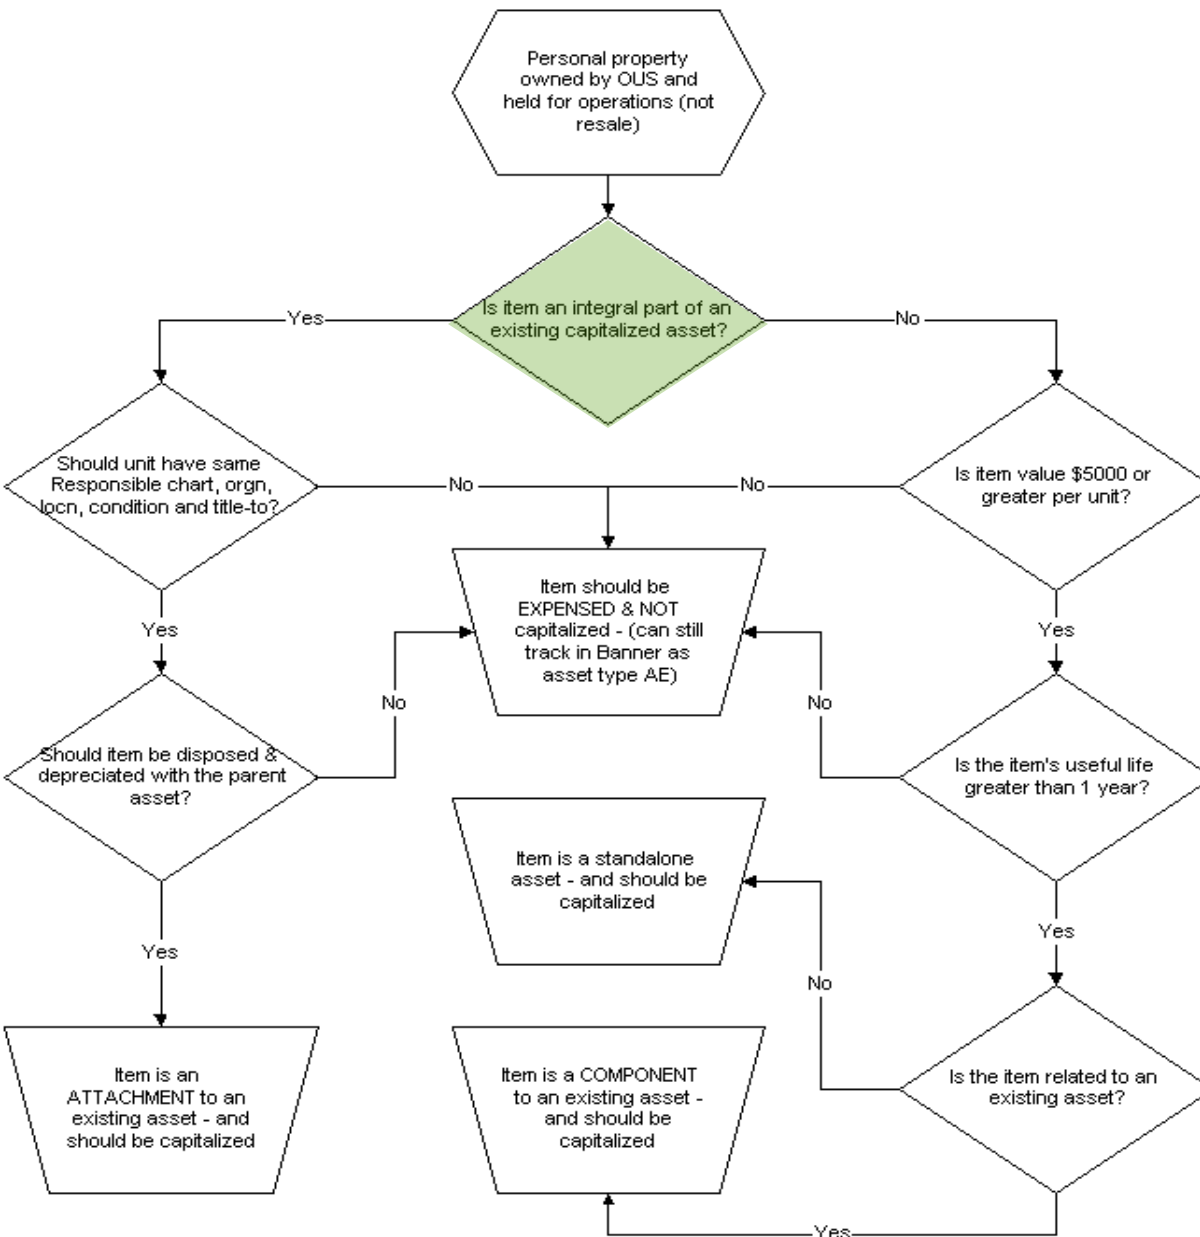 Personal property
owned by OUS and
held for operations (not
resale)
Is item an integral part of an
existing capitalized asset?
Yes
No
Should unit have same
Responsible chart, orgn,
locn, condition and title-to?
No
No
Is item value $5000 or
greater per unit?
Item should be
EXPENSED & NOT
capitalized - (can still
track in Banner as
asset type AE)
Yes
Yes
Should item be disposed &
depreciated with the parent
asset?
No
No
Is the item's useful life
greater than 1 year?
Item is a standalone
asset - and should be
capitalized
Yes
Yes
No
Item is an
ATTACHMENT to an
existing asset - and
should be capitalized
Item is a COMPONENT
to an existing asset -
and should be
capitalized
Is the item related to an
existing asset?
Yes